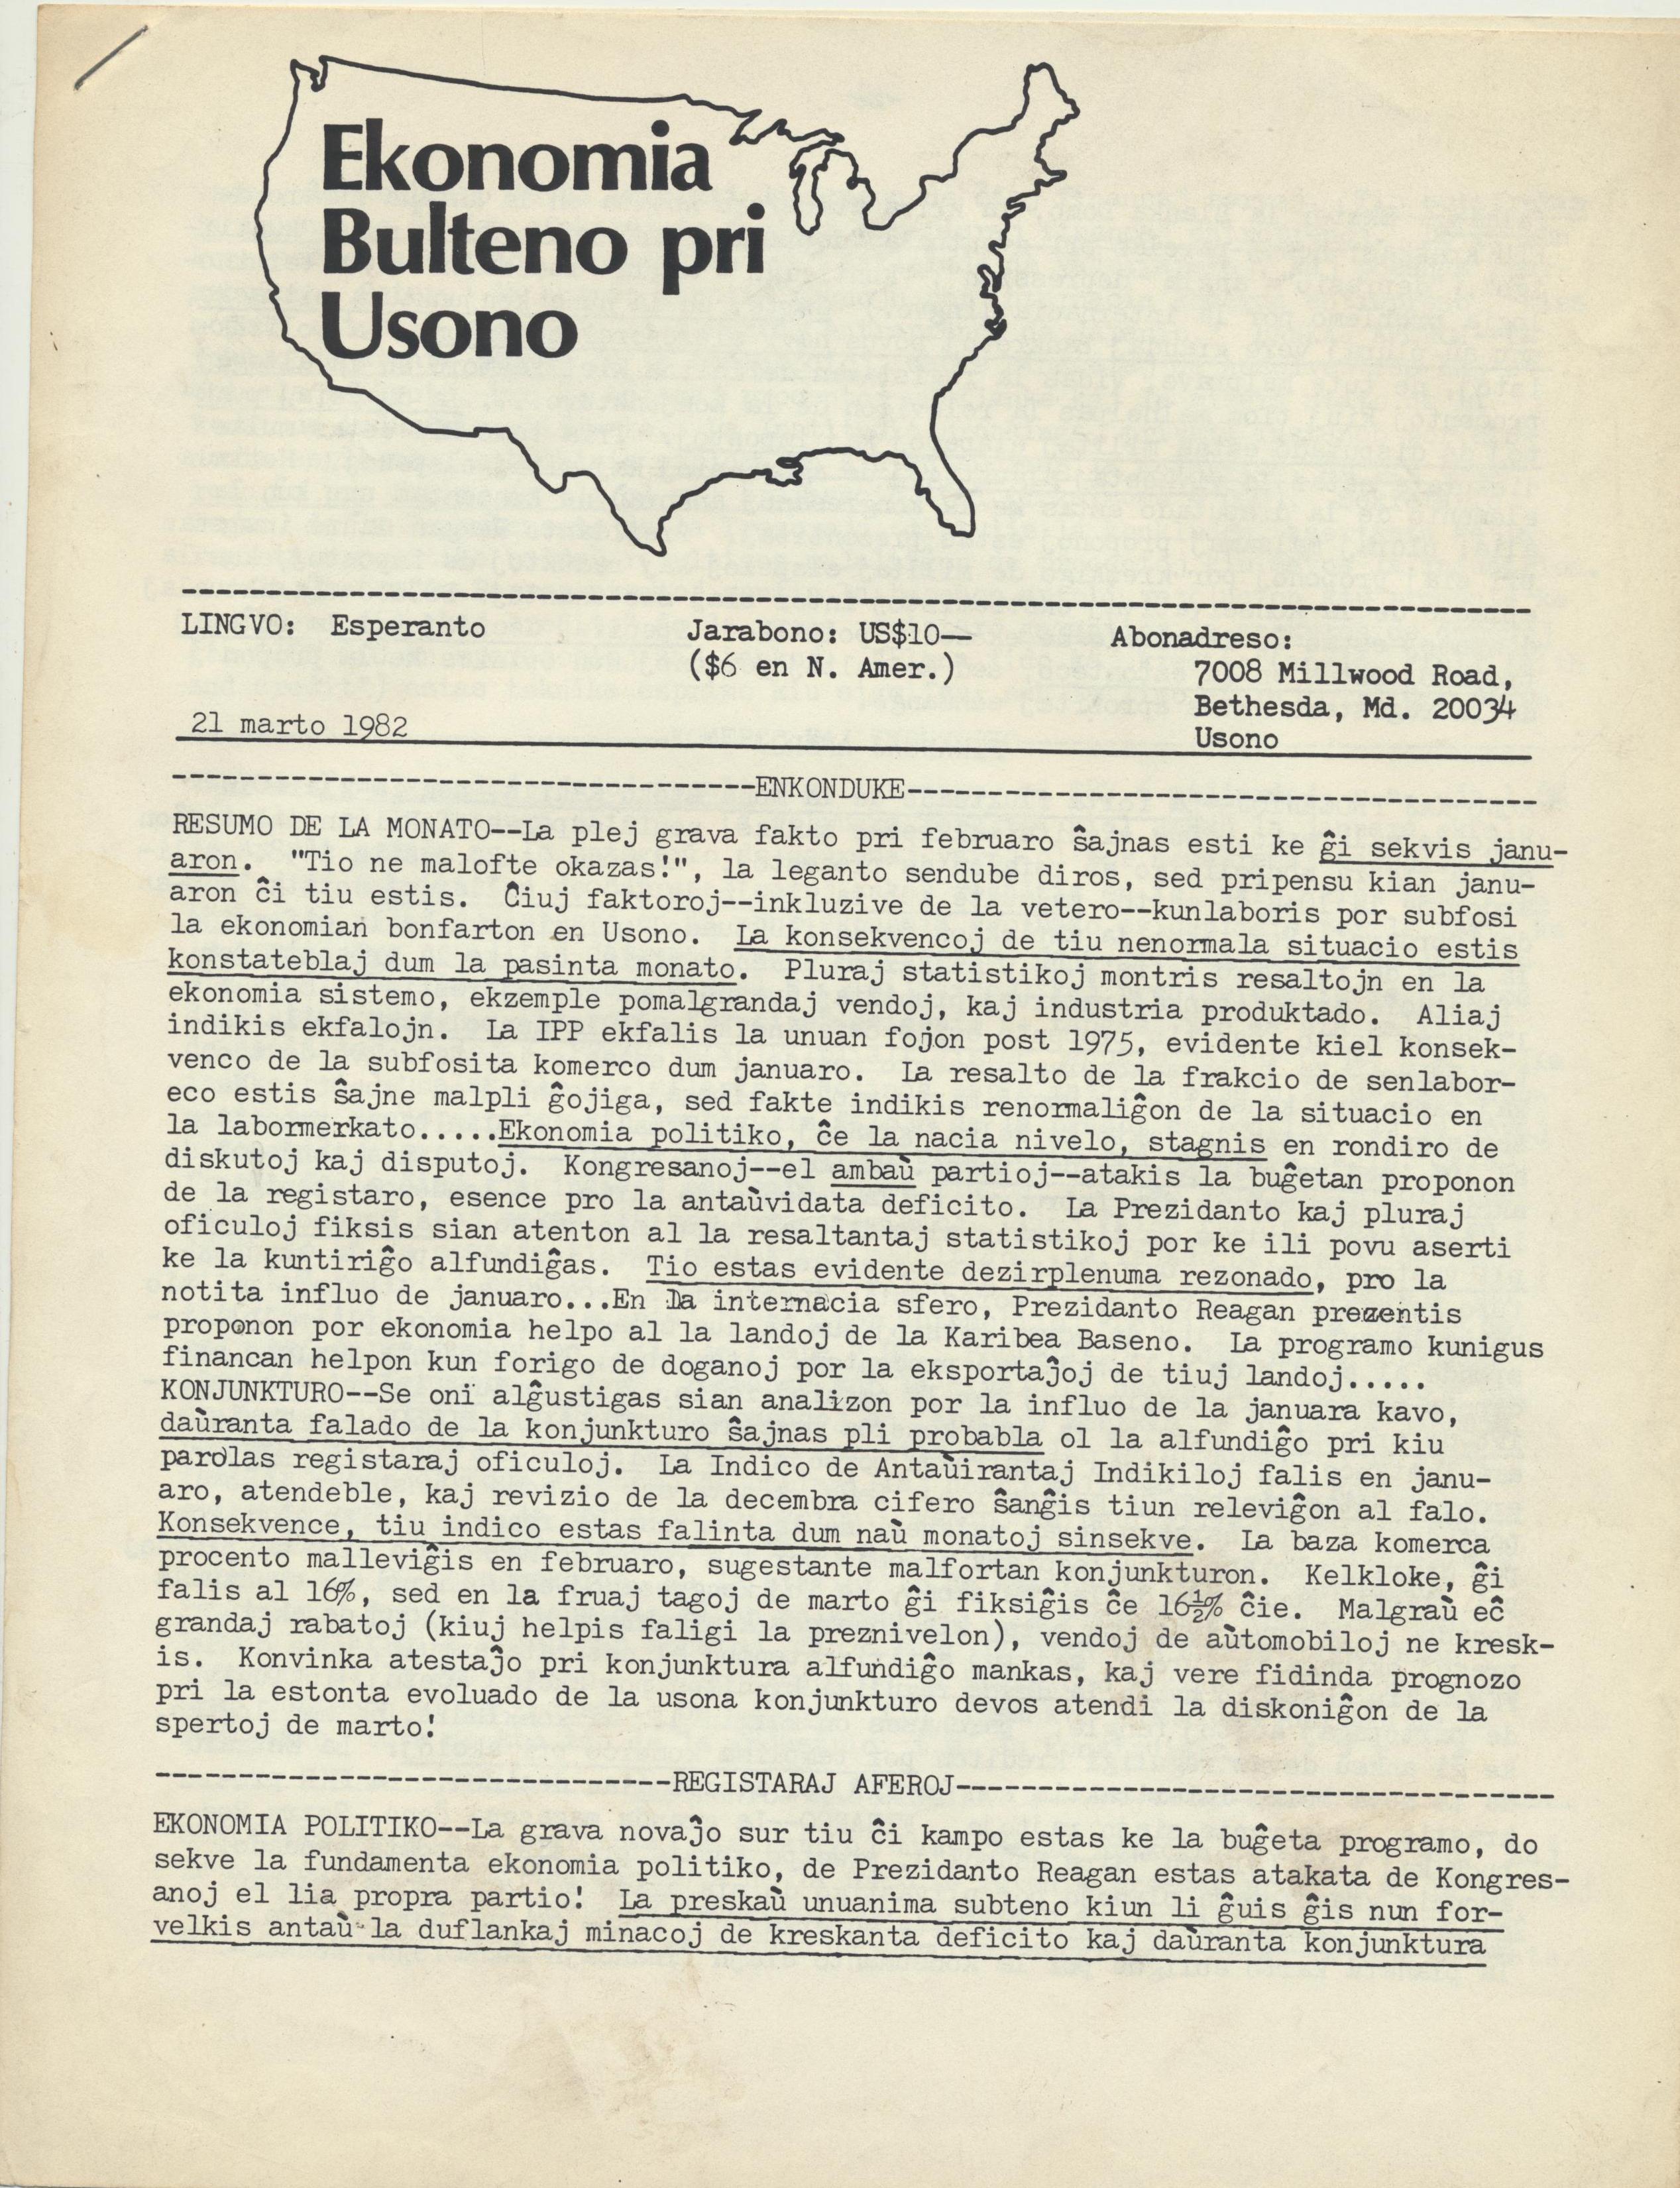 Ekonomia
Bulteno pri
Usono
LINGVO: Esperanto
Jarabono: US$10—
($6 en N. Amer.)
Abonadreso:
7008 Millwood Road,
Bethesda, Md. 20034
Usono
21 marto 1982
ENKONDUKE
RESUMO DE LA MONATO--La plej grava fakto pri februaro ŝajnas esti ke ĝi sekvis janu-
aron. "Tio ne malofte okazas!", la leganto sendube diros, sed pripensu kian janu-
aron ĉi tiu estis. Ĉiuj faktoroj--inkluzive de la vetero--kunlaboris por subfosi
la ekonomian bonfarton en Usono. La konsekvencoj de tiu nenormala situacio estis
konstateblaj dum la pasinta monato. Pluraj statistikoj montris resaltojn en la
ekonomia sistemo, ekzemple pomalgrandaj vendoj, kaj industria produktado. Aliaj
indikis ekfalojn. La IPP ekfalis la unuan fojon post 1975, evidente kiel konsek-
venco de la subfosita komerco dum januaro. La resalto de la frakcio de senlabor-
eco estis ŝajne malpli ĝojiga, sed fakte indikis renormaliĝon de la situacio en
la labormerkato.....Ekonomia politiko, ĉe la nacia nivelo, stagnis en rondiro de
diskutoj kaj disputoj. Kongresanoj--el ambaù partioj--atakis la buĝetan proponon
de la registaro, esence pro la antaùvidata deficito. La Prezidanto kaj pluraj
oficuloj fiksis sian atenton al la resaltantaj statistikoj por ke ili povu aserti
ke la kuntiriĝo alfundiĝas. Tio estas evidente dezirplenuma rezonado, pro la
notita influo de januaro...En la internacia sfero, Prezidanto Reagan prezentis
proponon por ekonomia helpo al la landoj de la Karibea Baseno. La programo kunigus
financan helpon kun forigo de doganoj por la eksportaĵoj de tiuj landoj.....
KONJUNKTURO--Se oni alĝustigas sian analizon por la influo de la januara kavo,
daùranta falado de la konjunkturo ŝajnas pli probabla ol la alfundiĝo pri kiu
parolas registaraj oficuloj. La Indico de Antaùirantaj Indikiloj falis en janu-
aro, atendeble, kaj revizio de la decembra cifero ŝanĝis tiun releviĝon al falo.
Konsekvence, tiu indico estas falinta dum naù monatoj sinsekve. La baza komerca
procento malleviĝis en februaro, sugestante malfortan konjunkturon. Kelkloke, ĝi
falis al 16%, sed en la fruaj tagoj de marto ĝi fiksiĝis ĉe 16½% ĉie. Malgraù eĉ
grandaj rabatoj (kiuj helpis faligi la preznivelon), vendoj de aùtomobiloj ne kresk-
is. Konvinka atestaĵo pri konjunktura alfundiĝo mankas, kaj vere fidinda prognozo
pri la estonta evoluado de la usona konjunkturo devos atendi la diskoniĝon de la
spertoj de marto!
REGISTARAJ AFEROJ
EKONOMIA POLITIKO--La grava novaĵo sur tiu ĉi kampo estas ke la buĝeta programo, do
sekve la fundamenta ekonomia politiko, de Prezidanto Reagan estas atakata de Kongres-
anoj el lia propra partio! La preskaù unuanima subteno kiun li ĝuis ĝis nun for-
velkis antaù la duflankaj minacoj de kreskanta deficito kaj daùranta konjunktura